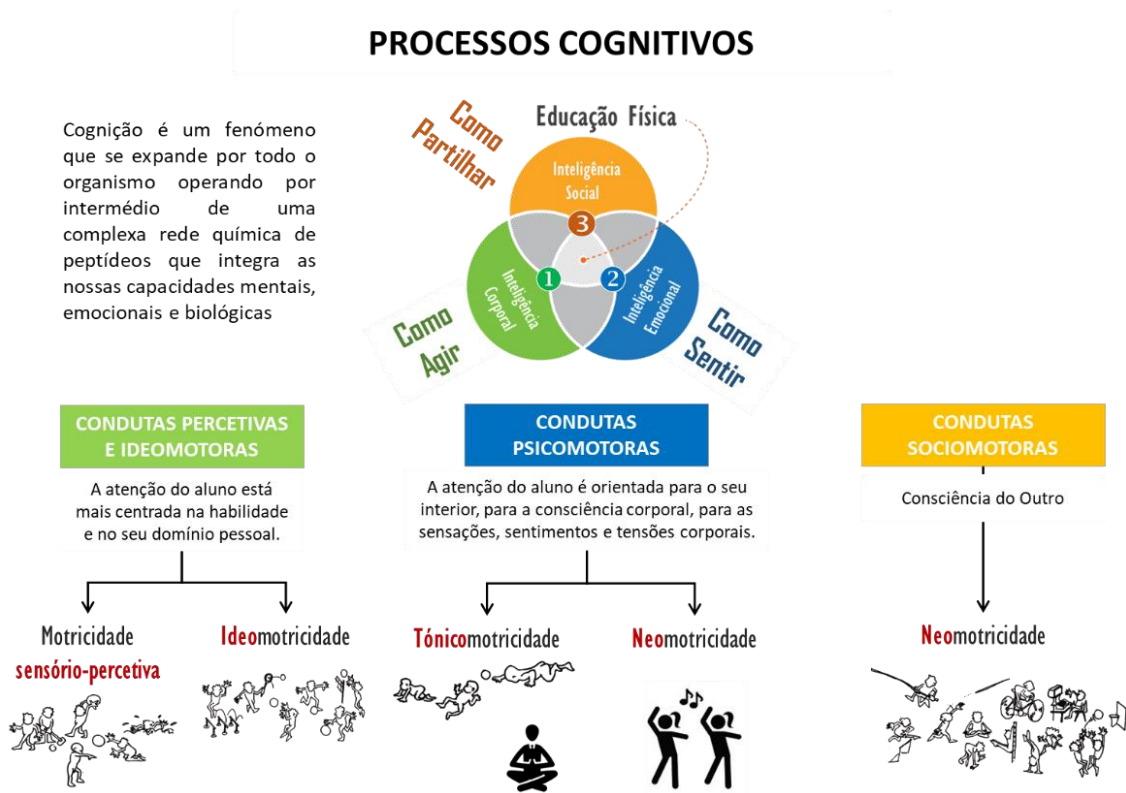 PROCESSOS COGNITIVOS
Cognição é um fenómeno
que se expande por todo o
organismo operando por
intermédio de uma
complexa rede química de
peptídeos que integra as
nossas capacidades mentais,
emocionais e biológicas
Educação Física
Como
Partilhar
Inteligência
Social
3
1
2
Inteligência
Corporal
Inteligência
Emocional
Como
Agir
Como
Sentir
CONDUTAS PERCETIVAS
E IDEOMOTORAS
A atenção do aluno está
mais centrada na habilidade
e no seu domínio pessoal.
Motricidade
sensório-percetiva
Ideomotricidade
CONDUTAS
PSICOMOTORAS
A atenção do aluno é orientada para o seu
interior, para a consciência corporal, para as
sensações, sentimentos e tensões corporais.
Tónicomotricidade
Neomotricidade
CONDUTAS
SOCIOMOTORAS
Consciência do Outro
Neomotricidade